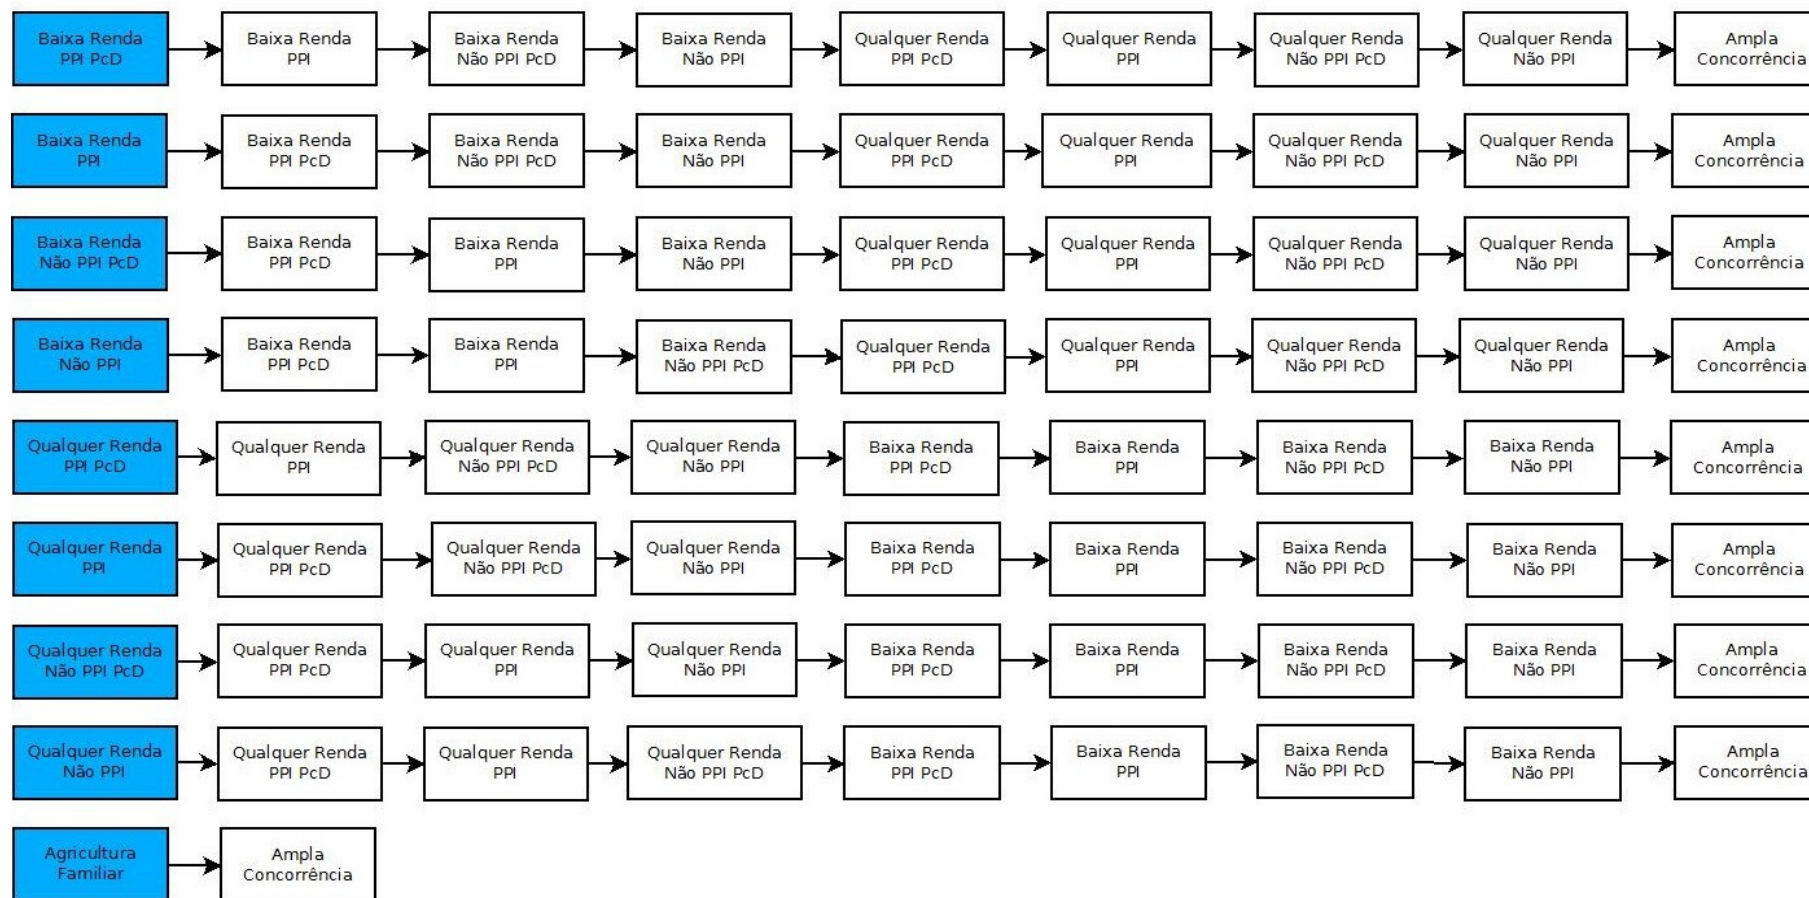 Baixa Renda
PPI PcD
Baixa Renda
PPI
Baixa Renda
Não PPI PcD
Baixa Renda
Não PPI
Qualquer Renda
PPI PcD
Qualquer Renda
PPI
Qualquer Renda
Não PPI PcD
Qualquer Renda
Não PPI
Ampla
Concorrência
Baixa Renda
PPI
Baixa Renda
PPI PcD
Baixa Renda
Não PPI PcD
Baixa Renda
Não PPI
Qualquer Renda
PPI PcD
Qualquer Renda
PPI
Qualquer Renda
Não PPI PcD
Qualquer Renda
Não PPI
Ampla
Concorrência
Baixa Renda
Não PPI PcD
Baixa Renda
PPI PcD
Baixa Renda
PPI
Baixa Renda
Não PPI
Qualquer Renda
PPI PcD
Qualquer Renda
PPI
Qualquer Renda
Não PPI PcD
Qualquer Renda
Não PPI
Ampla
Concorrência
Baixa Renda
Não PPI
Baixa Renda
PPI PcD
Baixa Renda
PPI
Baixa Renda
Não PPI PcD
Qualquer Renda
PPI PcD
Qualquer Renda
PPI
Qualquer Renda
Não PPI PcD
Qualquer Renda
Não PPI
Ampla
Concorrência
Qualquer Renda
PPI PcD
Qualquer Renda
PPI
Qualquer Renda
Não PPI PcD
Qualquer Renda
Não PPI
Baixa Renda
PPI PcD
Baixa Renda
PPI
Baixa Renda
Não PPI PcD
Baixa Renda
Não PPI
Ampla
Concorrência
Qualquer Renda
PPI
Qualquer Renda
PPI PcD
Qualquer Renda
Não PPI PcD
Qualquer Renda
Não PPI
Baixa Renda
PPI PcD
Baixa Renda
PPI
Baixa Renda
Não PPI PcD
Baixa Renda
Não PPI
Ampla
Concorrência
Qualquer Renda
Não PPI PcD
Qualquer Renda
PPI PcD
Qualquer Renda
PPI
Qualquer Renda
Não PPI
Baixa Renda
PPI PcD
Baixa Renda
PPI
Baixa Renda
Não PPI PcD
Baixa Renda
Não PPI
Ampla
Concorrência
Qualquer Renda
Não PPI
Qualquer Renda
PPI PcD
Qualquer Renda
PPI
Qualquer Renda
Não PPI PcD
Baixa Renda
PPI PcD
Baixa Renda
PPI
Baixa Renda
Não PPI PcD
Baixa Renda
Não PPI
Ampla
Concorrência
Agricultura
Familiar
Ampla
Concorrência